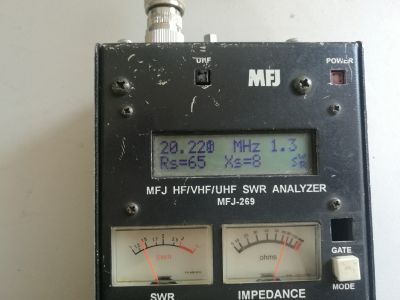 UHF
POWER
MFJ
20.220 MHz 1.3
Rs=65 Xs=8 SWR
MFJ HF/VHF/UHF SWR ANALYZER
MFJ-269
SWR
ohms
GATE
SWR
IMPEDANCE
MODE